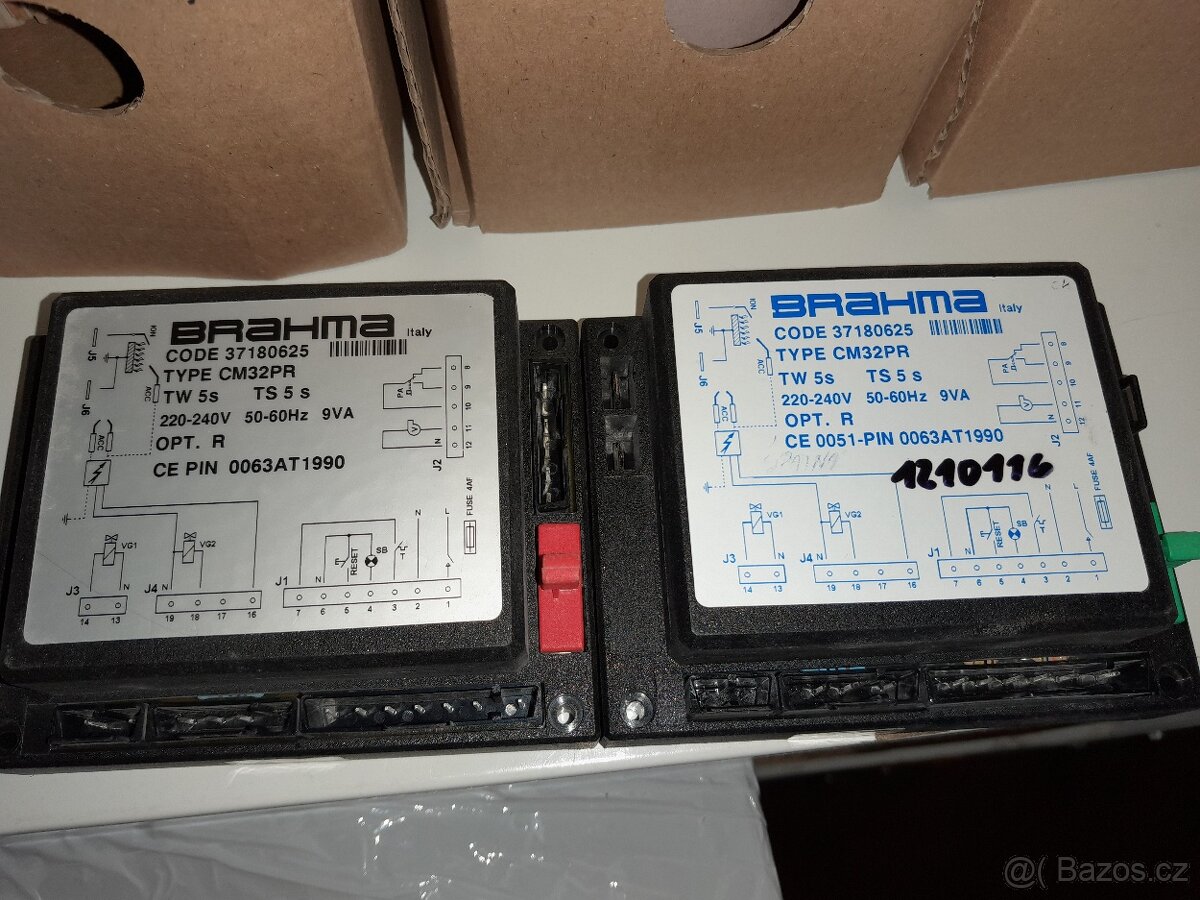 BRAHMA Italy
CODE 37180625
TYPE CM32PR
TW 5s TS 5 s
220-240V 50-60Hz 9VA
OPT. R
CE PIN 0063AT1990
J5
ION
J6
ACC
ACC
PA
8
9
10
11
N 12
V
J2
FUSE 4AF
VG1
VG2
N
N
RESET
SB
N
L
J3
J4
J1
N
14 13
19 18 17 16
7 6 5 4 3 2 1
BRAHMA Italy
CODE 37180625
TYPE CM32PR
TW 5s TS 5 s
220-240V 50-60Hz 9VA
OPT. R
CE 0051-PIN 0063AT1990
1210116
J5
ION
J6
ACC
ACC
PA
8
9
10
11
N 12
V
J2
FUSE 4AF
VG1
VG2
N
N
RESET
SB
N
L
J3
J4
J1
N
14 13
19 18 17 16
7 6 5 4 3 2 1
@( Bazos.cz